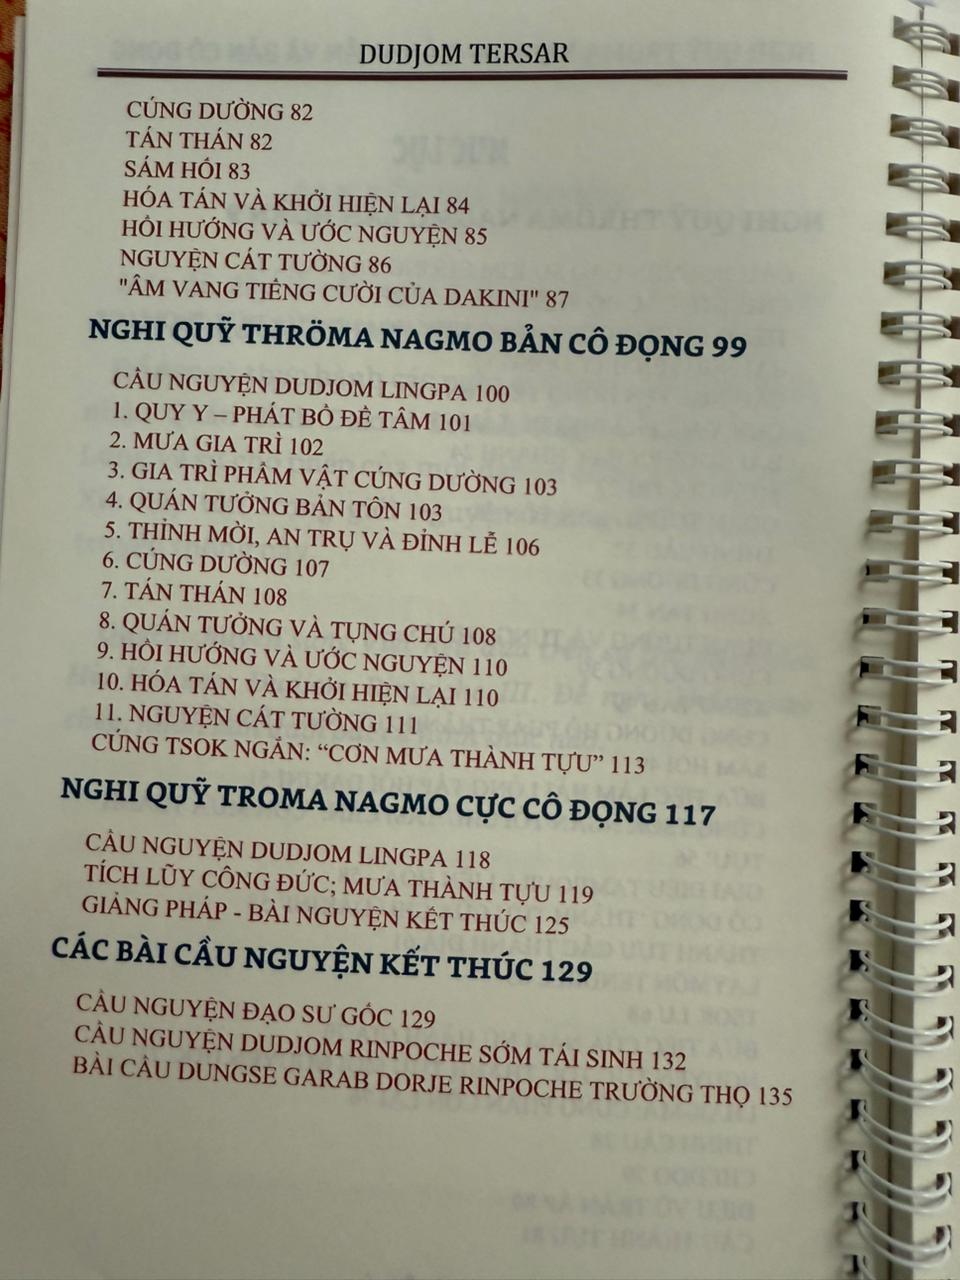 DUDJOM TERSAR
CÚNG DƯỜNG 82
TÁN THÁN 82
SÁM HỐI 83
HÓA TÁN VÀ KHỞI HIỆN LẠI 84
HỒI HƯỚNG VÀ ƯỚC NGUYỆN 85
NGUYỆN CÁT TƯỜNG 86
"ÂM VANG TIẾNG CƯỜI CỦA DAKINI" 87
NGHI QUỸ THRÖMA NAGMO BẢN CÔ ĐỌNG 99
CẦU NGUYỆN DUDJOM LINGPA 100
1. QUY Y – PHÁT BỒ ĐỀ TÂM 101
2. MƯA GIA TRÌ 102
3. GIA TRÌ PHẨM VẬT CÚNG DƯỜNG 103
4. QUÁN TƯỞNG BẢN TÔN 103
5. THỈNH MỜI, AN TRỤ VÀ ĐỈNH LỄ 106
6. CÚNG DƯỜNG 107
7. TÁN THÁN 108
8. QUÁN TƯỞNG VÀ TỤNG CHÚ 108
9. HỒI HƯỚNG VÀ ƯỚC NGUYỆN 110
10. HÓA TÁN VÀ KHỞI HIỆN LẠI 110
11. NGUYỆN CÁT TƯỜNG 111
CÚNG TSOK NGẮN: “CƠN MƯA THÀNH TỰU” 113
NGHI QUỸ TROMA NAGMO CỰC CÔ ĐỌNG 117
CẦU NGUYỆN DUDJOM LINGPA 118
TÍCH LŨY CÔNG ĐỨC; MƯA THÀNH TỰU 119
GIẢNG PHÁP - BÀI NGUYỆN KẾT THÚC 125
CÁC BÀI CẦU NGUYỆN KẾT THÚC 129
CẦU NGUYỆN ĐẠO SƯ GỐC 129
CẦU NGUYỆN DUDJOM RINPOCHE SỚM TÁI SINH 132
BÀI CẦU DUNGSE GARAB DORJE RINPOCHE TRƯỜNG THỌ 135